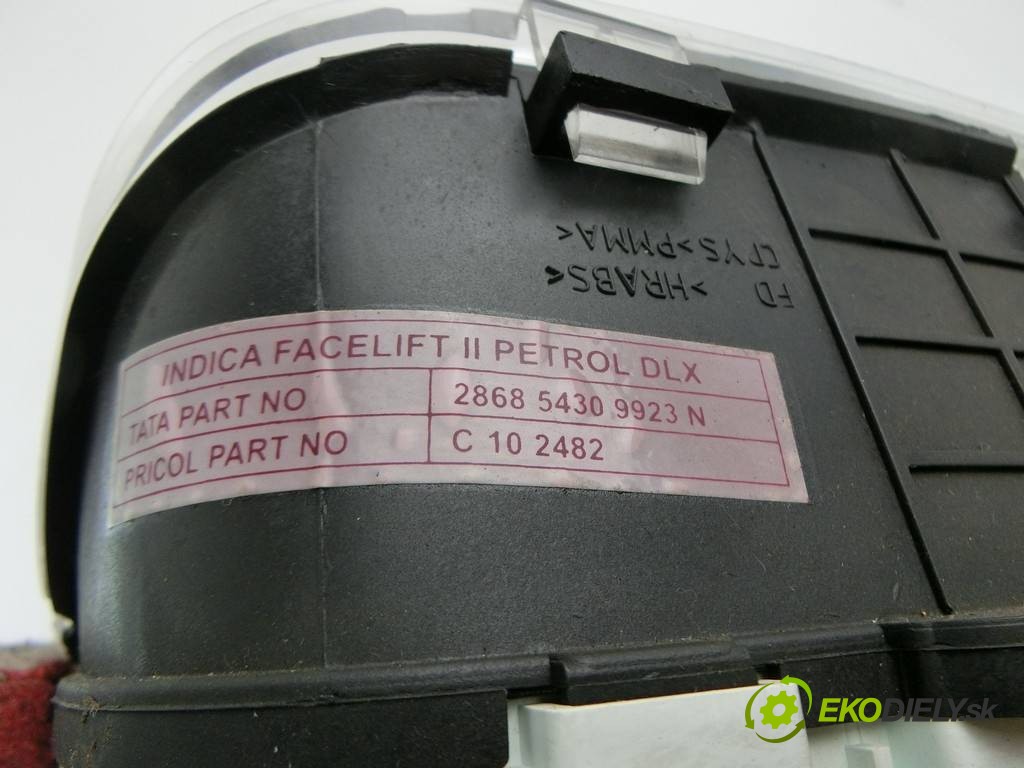 FD >HRABS<
LPYS>PMMA<
INDICA FACELIFT II PETROL DLX
TATA PART NO 2868 5430 9923 N
PRICOL PART NO C 10 2482
EKODIELY.sk